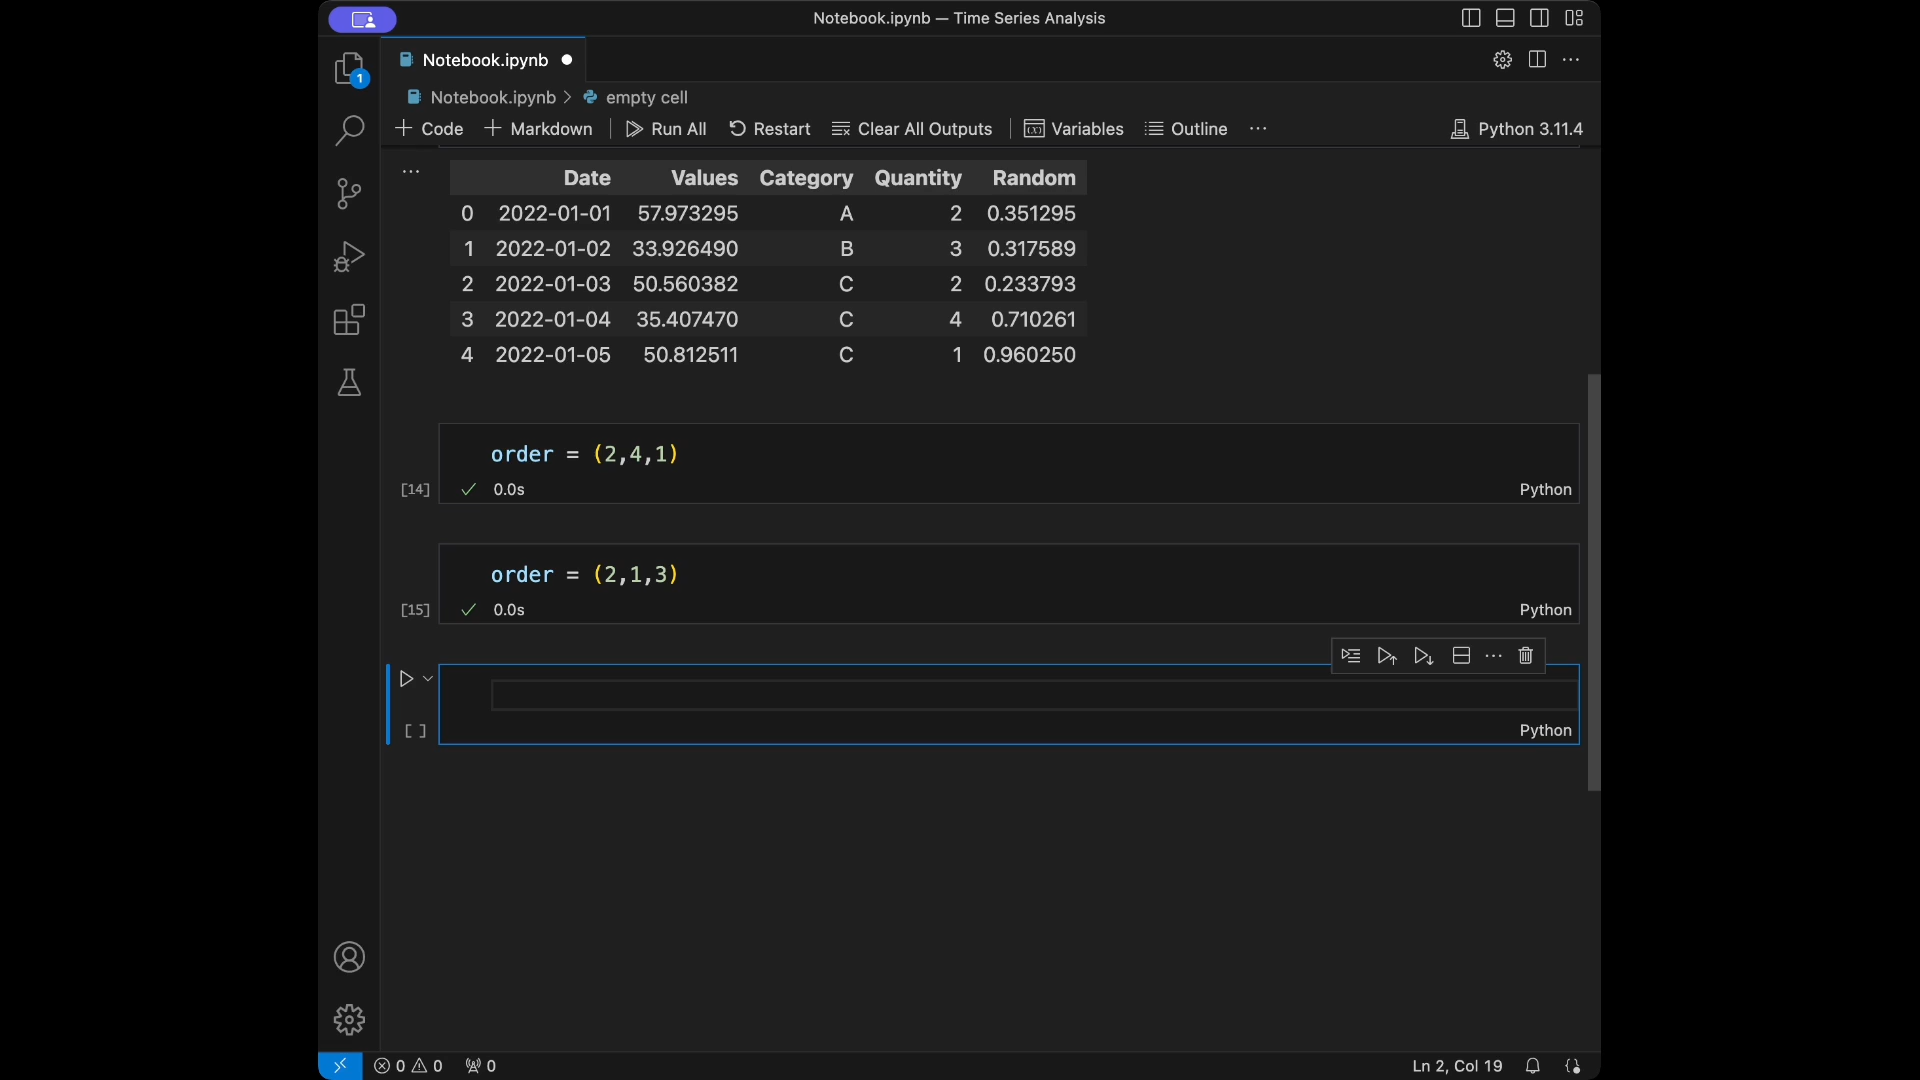 Notebook.ipynb — Time Series Analysis
1
Notebook.ipynb
Notebook.ipynb > empty cell
+ Code + Markdown Run All Restart Clear All Outputs Variables Outline ... Python 3.11.4
...
Date Values Category Quantity Random
0 2022-01-01 57.973295 A 2 0.351295
1 2022-01-02 33.926490 B 3 0.317589
2 2022-01-03 50.560382 C 2 0.233793
3 2022-01-04 35.407470 C 4 0.710261
4 2022-01-05 50.812511 C 1 0.960250
order = (2,4,1)
[14] 0.0s Python
order = (2,1,3)
[15] 0.0s Python
[ ] Python
0 0 0 Ln 2, Col 19